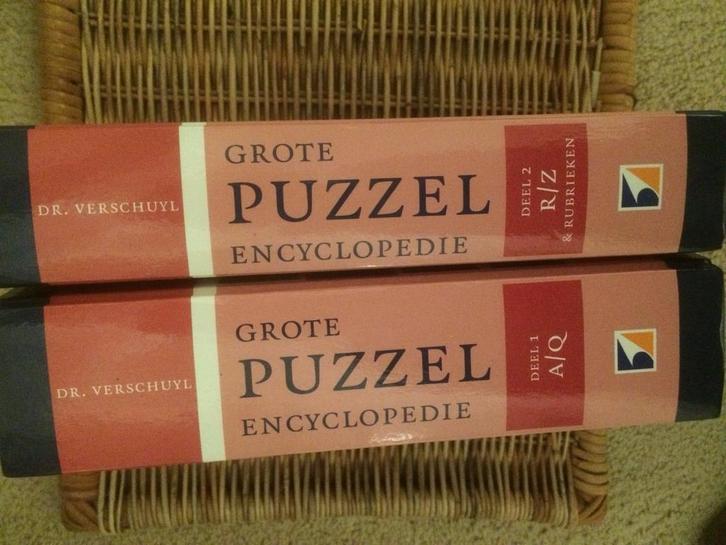 DR. VERSCHUYL
GROTE
PUZZEL
ENCYCLOPEDIE
DEEL 2
R/Z
& RUBRIEKEN
DR. VERSCHUYL
GROTE
PUZZEL
ENCYCLOPEDIE
DEEL 1
A/Q